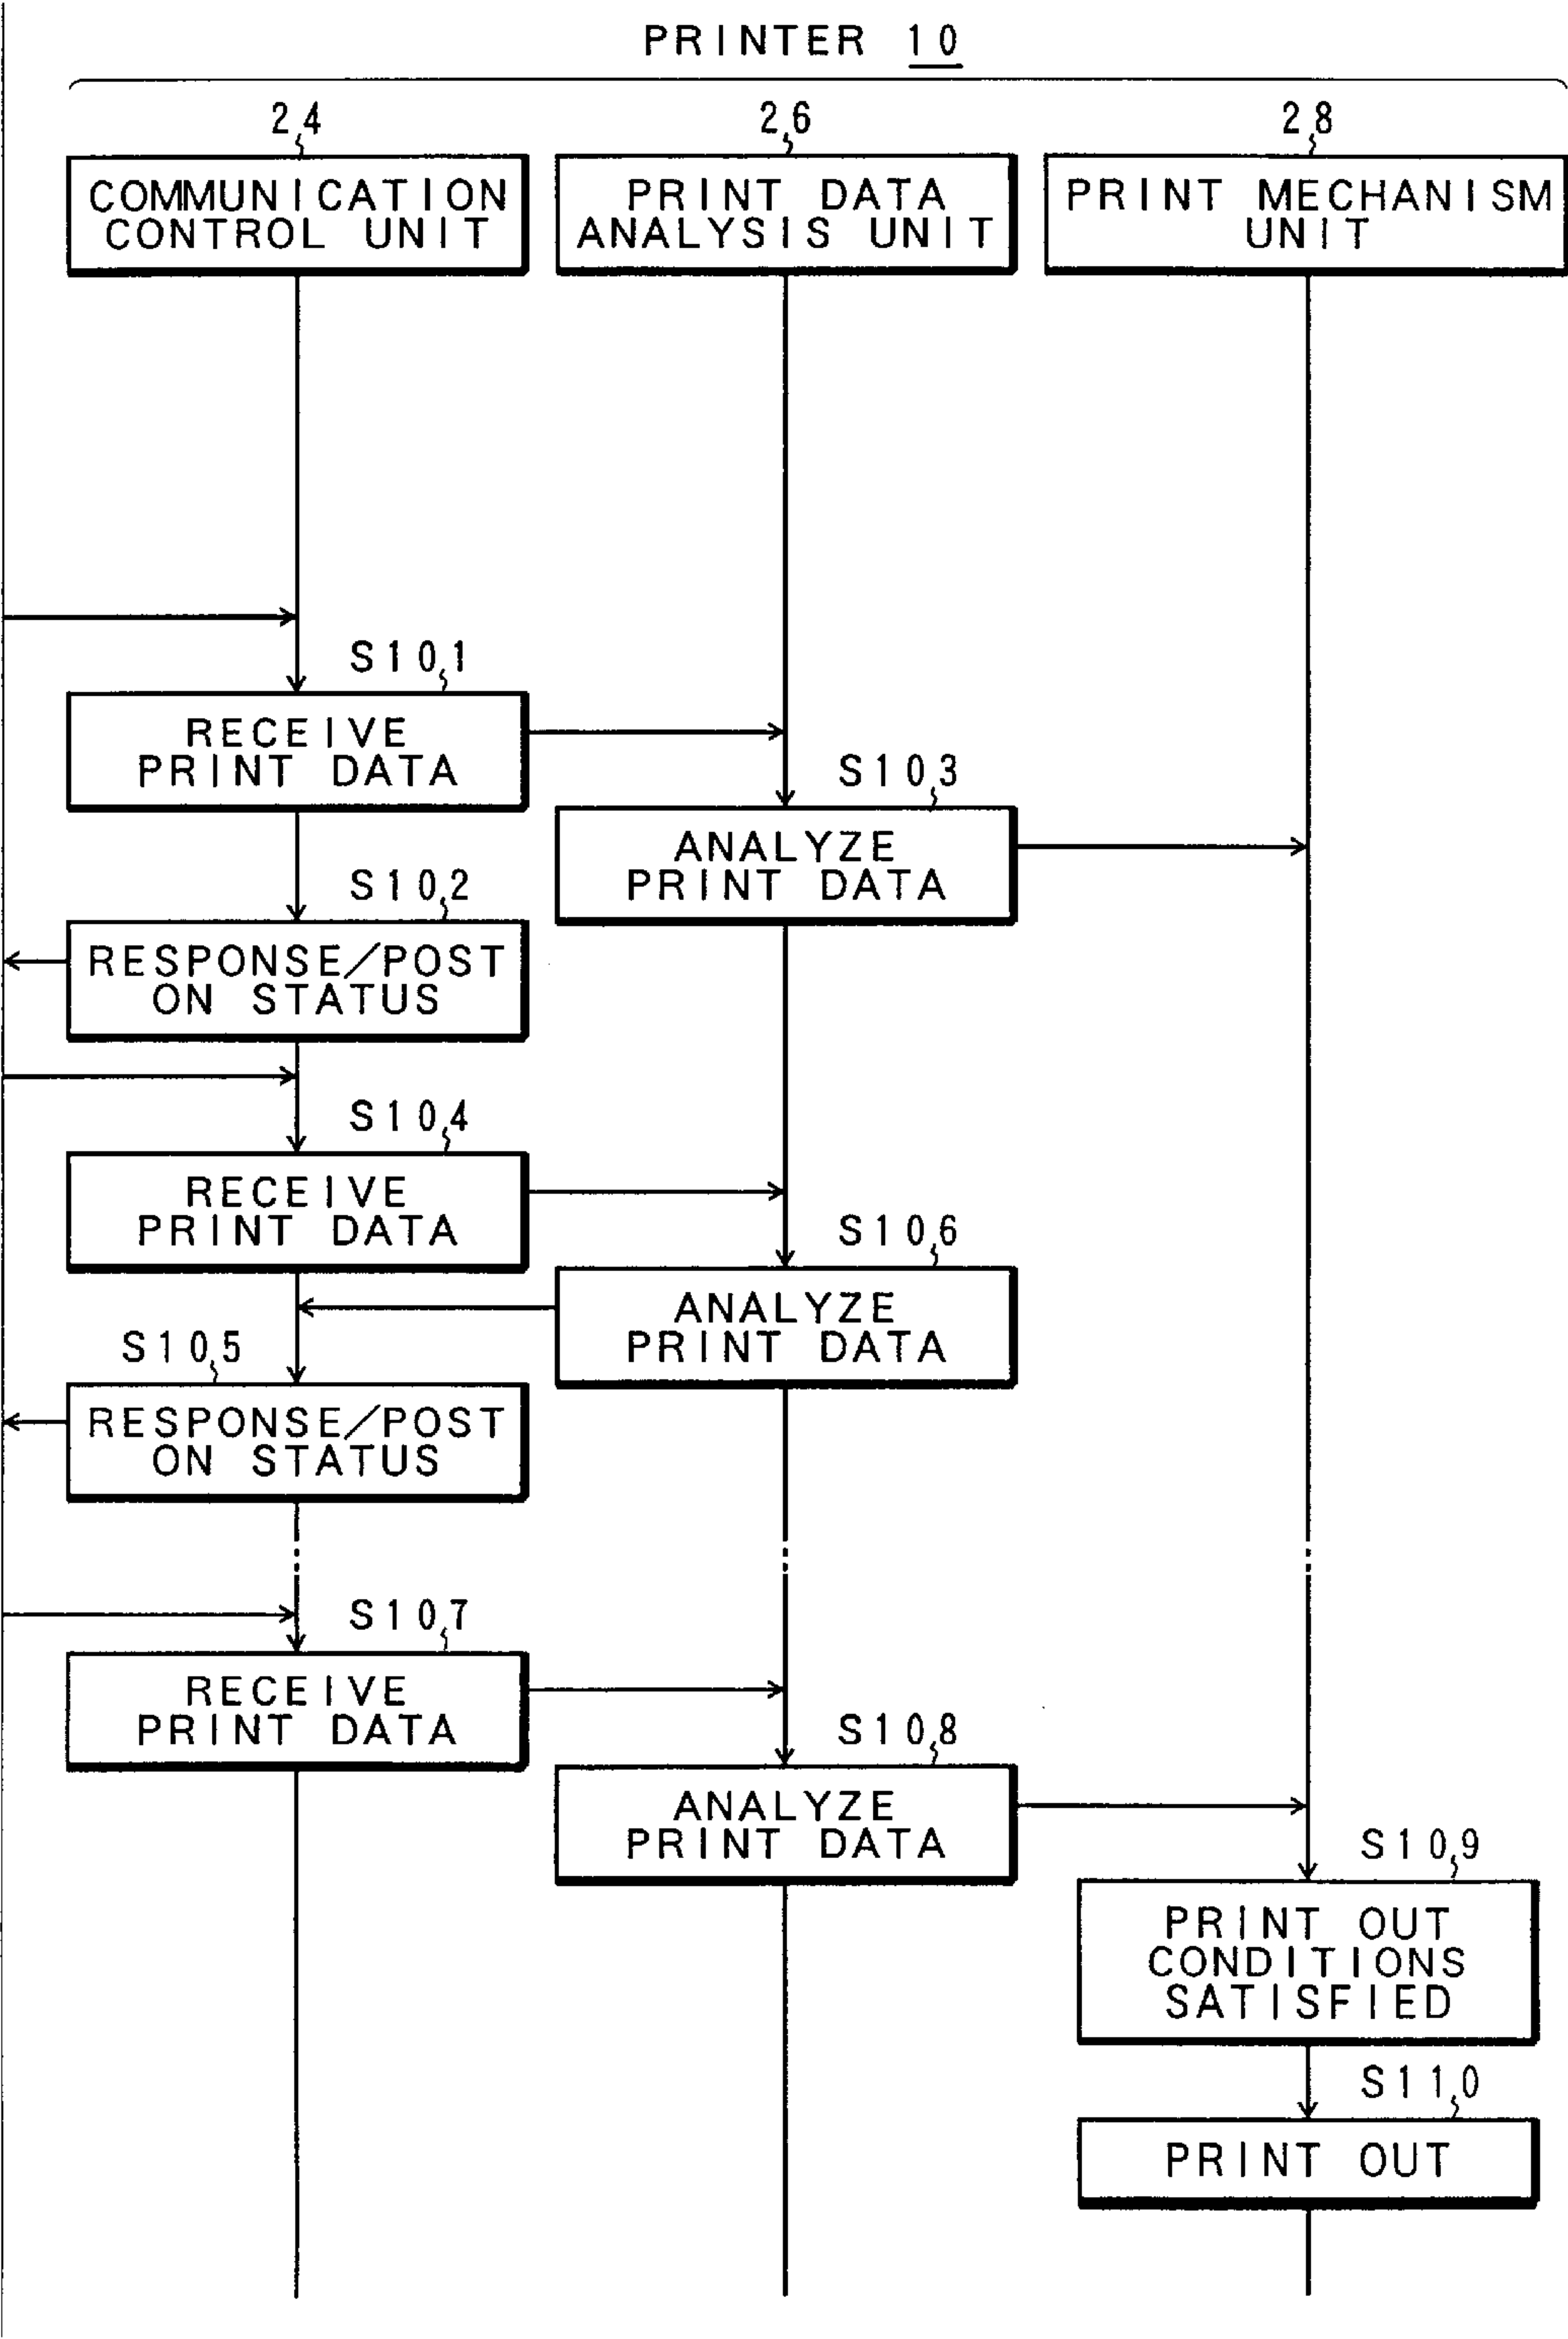 PRINTER 10
24
26
28
COMMUNICATION
CONTROL UNIT
PRINT DATA
ANALYSIS UNIT
PRINT MECHANISM
UNIT
S101
RECEIVE
PRINT DATA
S103
ANALYZE
PRINT DATA
S102
RESPONSE/POST
ON STATUS
S104
RECEIVE
PRINT DATA
S106
ANALYZE
PRINT DATA
S105
RESPONSE/POST
ON STATUS
S107
RECEIVE
PRINT DATA
S108
ANALYZE
PRINT DATA
S109
PRINT OUT
CONDITIONS
SATISFIED
S110
PRINT OUT